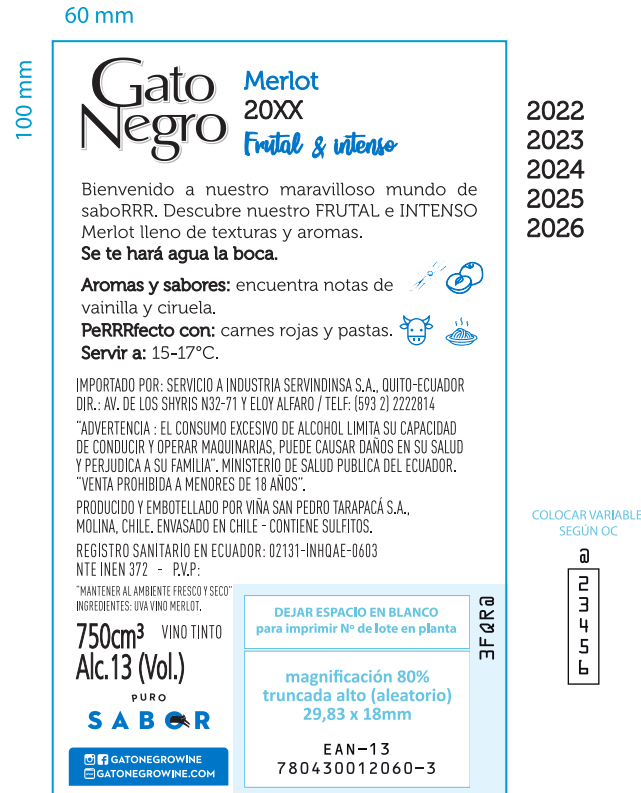 60 mm
100 mm
Gato
Negro
Merlot
20XX
Frutal & intenso
2022
2023
2024
2025
2026
Bienvenido a nuestro maravilloso mundo de
saboRRR. Descubre nuestro FRUTAL e INTENSO
Merlot lleno de texturas y aromas.
Se te hará agua la boca.
Aromas y sabores: encuentra notas de
vainilla y ciruela.
PeRRRfecto con: carnes rojas y pastas.
Servir a: 15-17°C.
IMPORTADO POR: SERVICIO A INDUSTRIA SERVINDINSA S.A., QUITO-ECUADOR
DIR.: AV. DE LOS SHYRIS N32-71 Y ELOY ALFARO / TELF: (593 2) 2222814
"ADVERTENCIA : EL CONSUMO EXCESIVO DE ALCOHOL LIMITA SU CAPACIDAD
DE CONDUCIR Y OPERAR MAQUINARIAS, PUEDE CAUSAR DAÑOS EN SU SALUD
Y PERJUDICA A SU FAMILIA". MINISTERIO DE SALUD PUBLICA DEL ECUADOR.
"VENTA PROHIBIDA A MENORES DE 18 AÑOS".
PRODUCIDO Y EMBOTELLADO POR VIÑA SAN PEDRO TARAPACÁ S.A.,
MOLINA, CHILE. ENVASADO EN CHILE - CONTIENE SULFITOS.
REGISTRO SANITARIO EN ECUADOR: 02131-INHQAE-0603
NTE INEN 372 - P.V.P:
"MANTENER AL AMBIENTE FRESCO Y SECO"
INGREDIENTES: UVA VINO MERLOT.
750cm³ VINO TINTO
Alc.13 (Vol.)
PURO
SABOR
GATONEGROWINE
GATONEGROWINE.COM
DEJAR ESPACIO EN BLANCO
para imprimir Nº de lote en planta
3FQRa
magnificación 80%
truncada alto (aleatorio)
29,83 x 18mm
EAN-13
780430012060-3
COLOCAR VARIABLE
SEGÚN OC
a
2
3
4
5
6